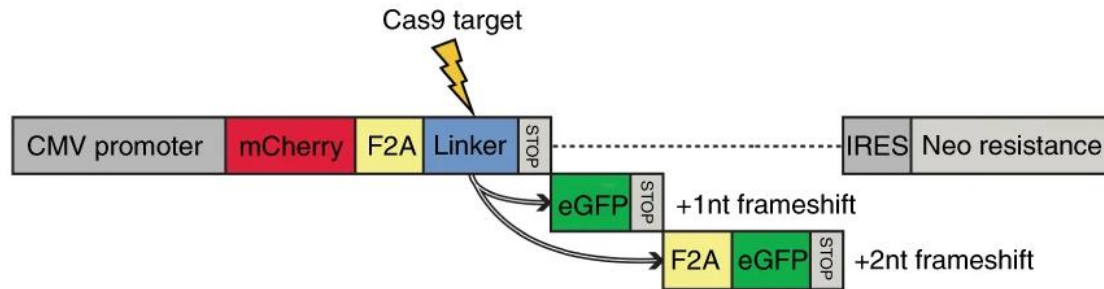 Cas9 target
CMV promoter mCherry F2A Linker STOP IRES Neo resistance
eGFP STOP +1nt frameshift
F2A eGFP STOP +2nt frameshift